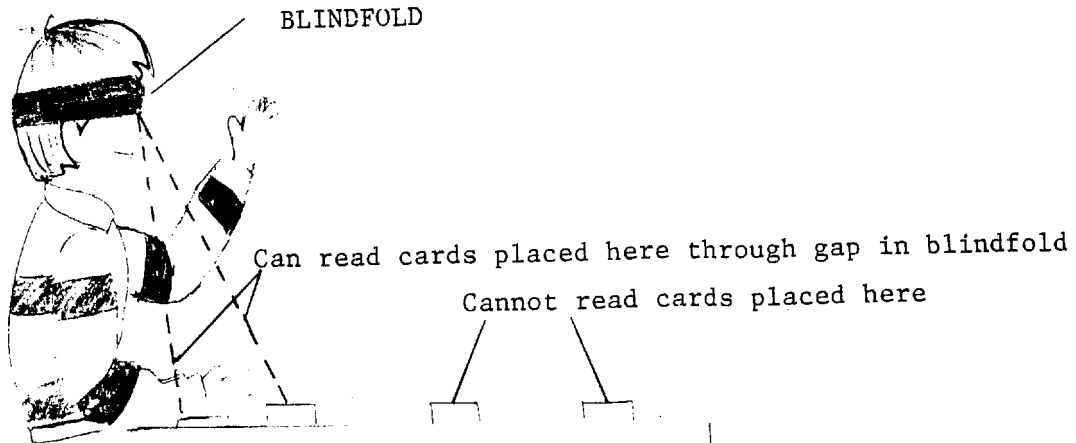 BLINDFOLD
Can read cards placed here through gap in blindfold
Cannot read cards placed here